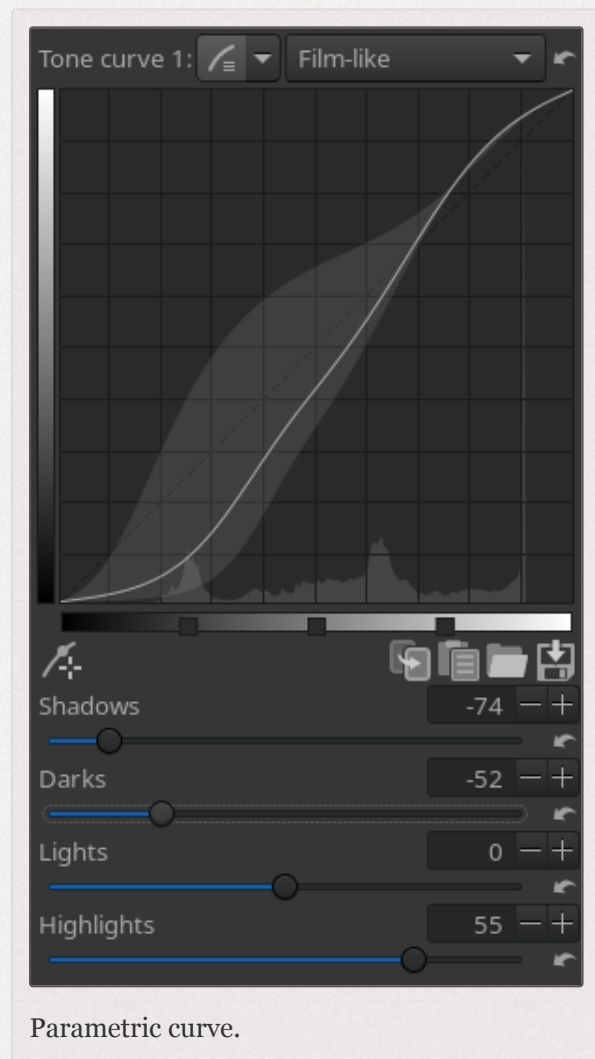 Tone curve 1:
Film-like
Shadows
-74
Darks
-52
Lights
0
Highlights
55
Parametric curve.